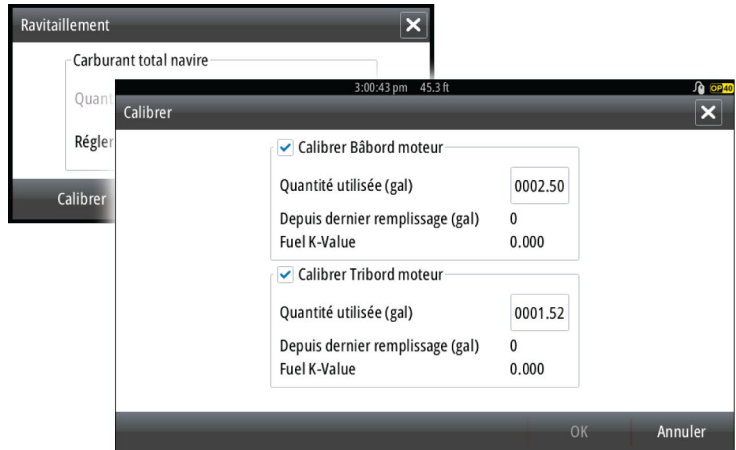 Ravitaillement
Carburant total navire
Quant
Régler
Calibrer
3:00:43 pm 45.3 ft
OP40
Calibrer
Calibrer Bâbord moteur
Quantité utilisée (gal) 0002.50
Depuis dernier remplissage (gal) 0
Fuel K-Value 0.000
Calibrer Tribord moteur
Quantité utilisée (gal) 0001.52
Depuis dernier remplissage (gal) 0
Fuel K-Value 0.000
OK Annuler